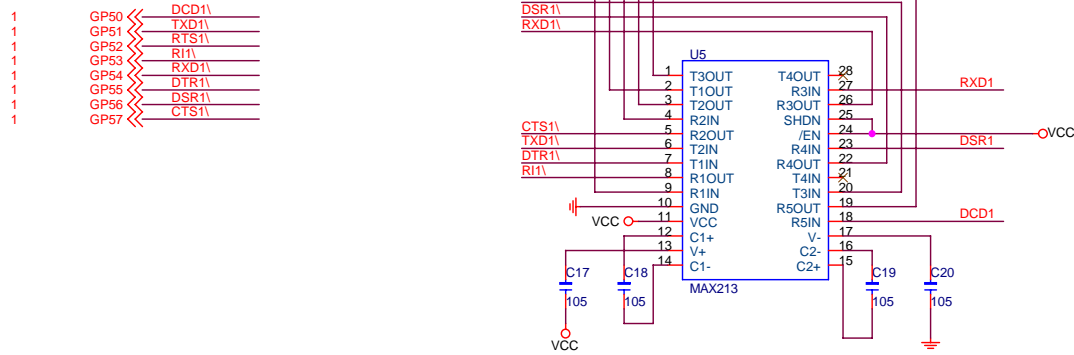 1 GP50 DCD1\
1 GP51 TXD1\
1 GP52 RTS1\
1 GP53 RI1\
1 GP54 RXD1\
1 GP55 DTR1\
1 GP56 DSR1\
1 GP57 CTS1\
DSR1\
RXD1\
U5
1 T3OUT T4OUT 28
2 T1OUT R3IN 27 RXD1
3 T2OUT R3OUT 26
4 R2IN SHDN 25
CTS1\ 5 R2OUT /EN 24 VCC
TXD1\ 6 T2IN R4IN 23 DSR1
DTR1\ 7 T1IN R4OUT 22
RI1\ 8 R1OUT T4IN 21
9 R1IN T3IN 20
10 GND R5OUT 19
VCC 11 VCC R5IN 18 DCD1
12 C1+ V- 17
13 V+ C2- 16
14 C1- C2+ 15
C17 C18 C19 C20
MAX213
105 105 105 105
VCC